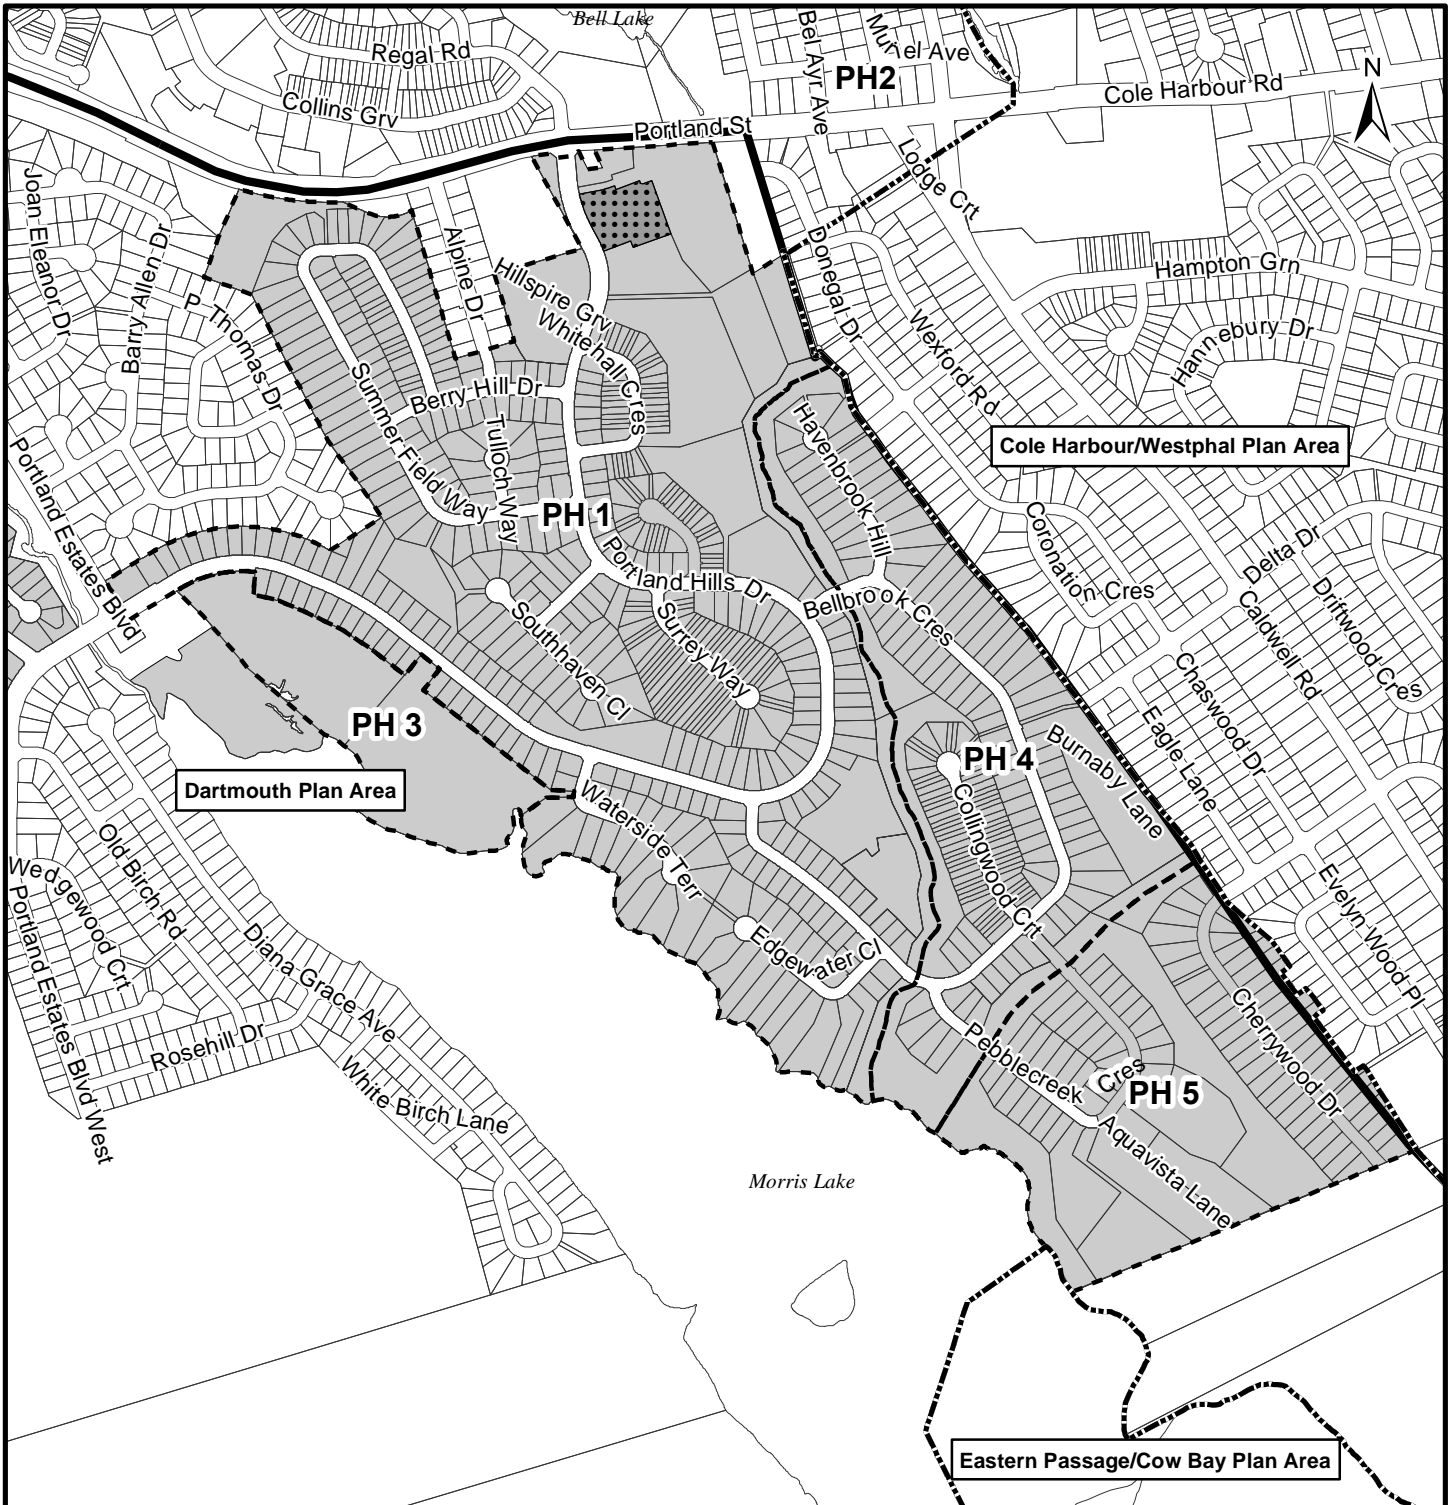 Bell Lake
Regal Rd
Collins Grv
Bel Ayr Ave
PH2
Cole Harbour Rd
N
Portland St
Lodge Crt
Joan Eleanor Dr
Barry Allen Dr
P Thomas Dr
Alpine Dr
Hillspire Grv
Whitehall Cres
Donegal Dr
Wexford Rd
Hampton Grn
Hannebury Dr
Summer Field Way
Berry Hill Dr
Tulloch Way
Havenbrook Hill
Cole Harbour/Westphal Plan Area
Portland Estates Blvd
PH 1
Portland Hills Dr
Bellbrook Cres
Coronation Cres
Delta Dr
Driftwood Cres
Caldwell Rd
Southhaven Cl
Surrey Way
Chaswood Dr
Eagle Lane
PH 3
PH 4
Burnaby Lane
Dartmouth Plan Area
Waterside Terr
Collingwood Crt
Old Birch Rd
Wedgewood Crt
Portland Estates Blvd West
Edgewater Cl
Evelyn Wood Pl
Diana Grace Ave
Cherrywood Dr
Rosehill Dr
Pebblecreek Cres
White Birch Lane
PH 5
Aquavista Lane
Morris Lake
Eastern Passage/Cow Bay Plan Area